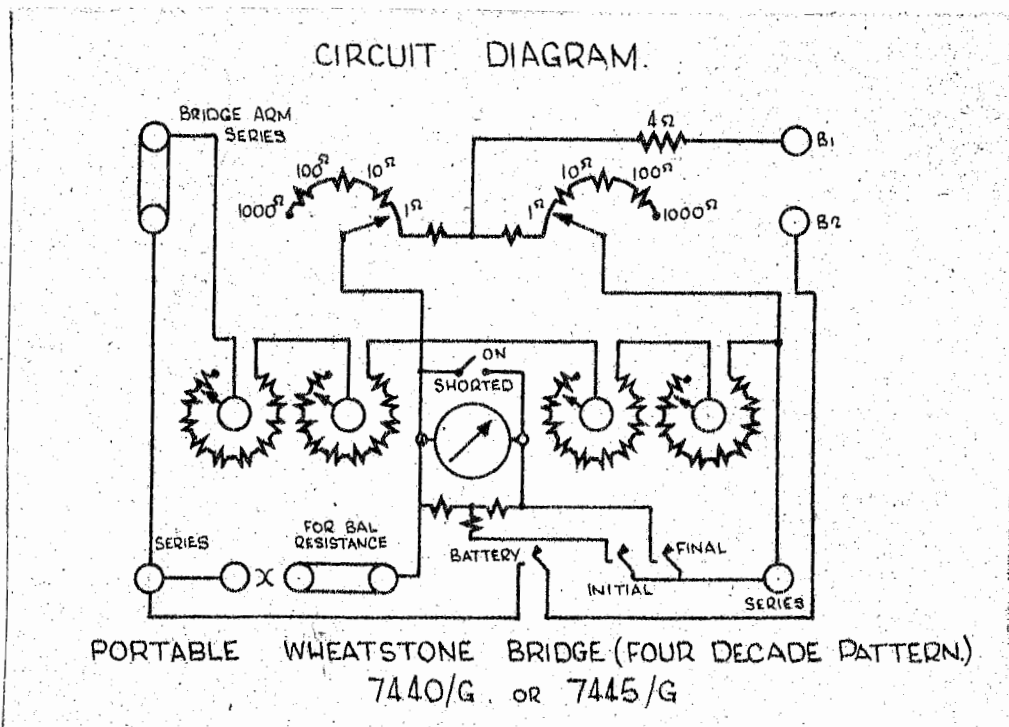 CIRCUIT DIAGRAM.
BRIDGE ARM
SERIES
4Ω
B1
1000Ω
100Ω
10Ω
1Ω
1Ω
10Ω
100Ω
1000Ω
B2
ON
SHORTED
SERIES
X
FOR BAL
RESISTANCE
BATTERY
INITIAL
FINAL
SERIES
PORTABLE WHEATSTONE BRIDGE (FOUR DECADE PATTERN.)
7440/G. OR 7445/G